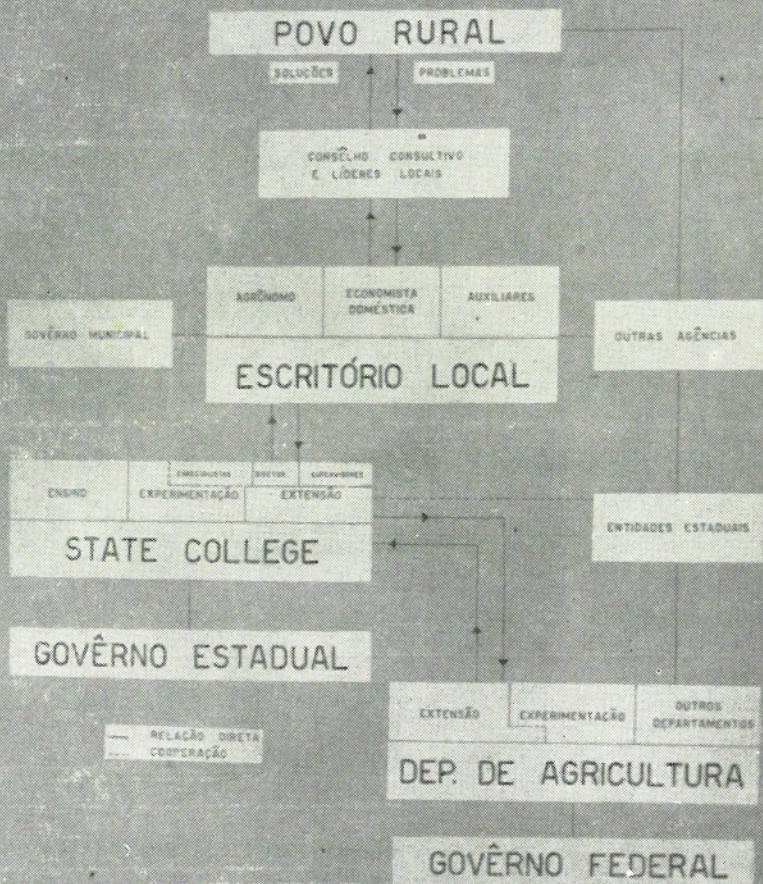 POVO RURAL
SOLUÇÕES
PROBLEMAS
CONSELHO CONSULTIVO
E LÍDERES LOCAIS
AGRÔNOMO
ECONOMISTA
DOMÉSTICA
AUXILIARES
GOVÊRNO MUNICIPAL
OUTRAS AGÊNCIAS
ESCRITÓRIO LOCAL
ESPECIALISTAS
DIRETOR
SUPERVISORES
ENSINO
EXPERIMENTAÇÃO
EXTENSÃO
ENTIDADES ESTADUAIS
STATE COLLEGE
GOVÊRNO ESTADUAL
EXTENSÃO
EXPERIMENTAÇÃO
OUTROS
DEPARTAMENTOS
RELAÇÃO DIRETA
COOPERAÇÃO
DEP. DE AGRICULTURA
GOVÊRNO FEDERAL